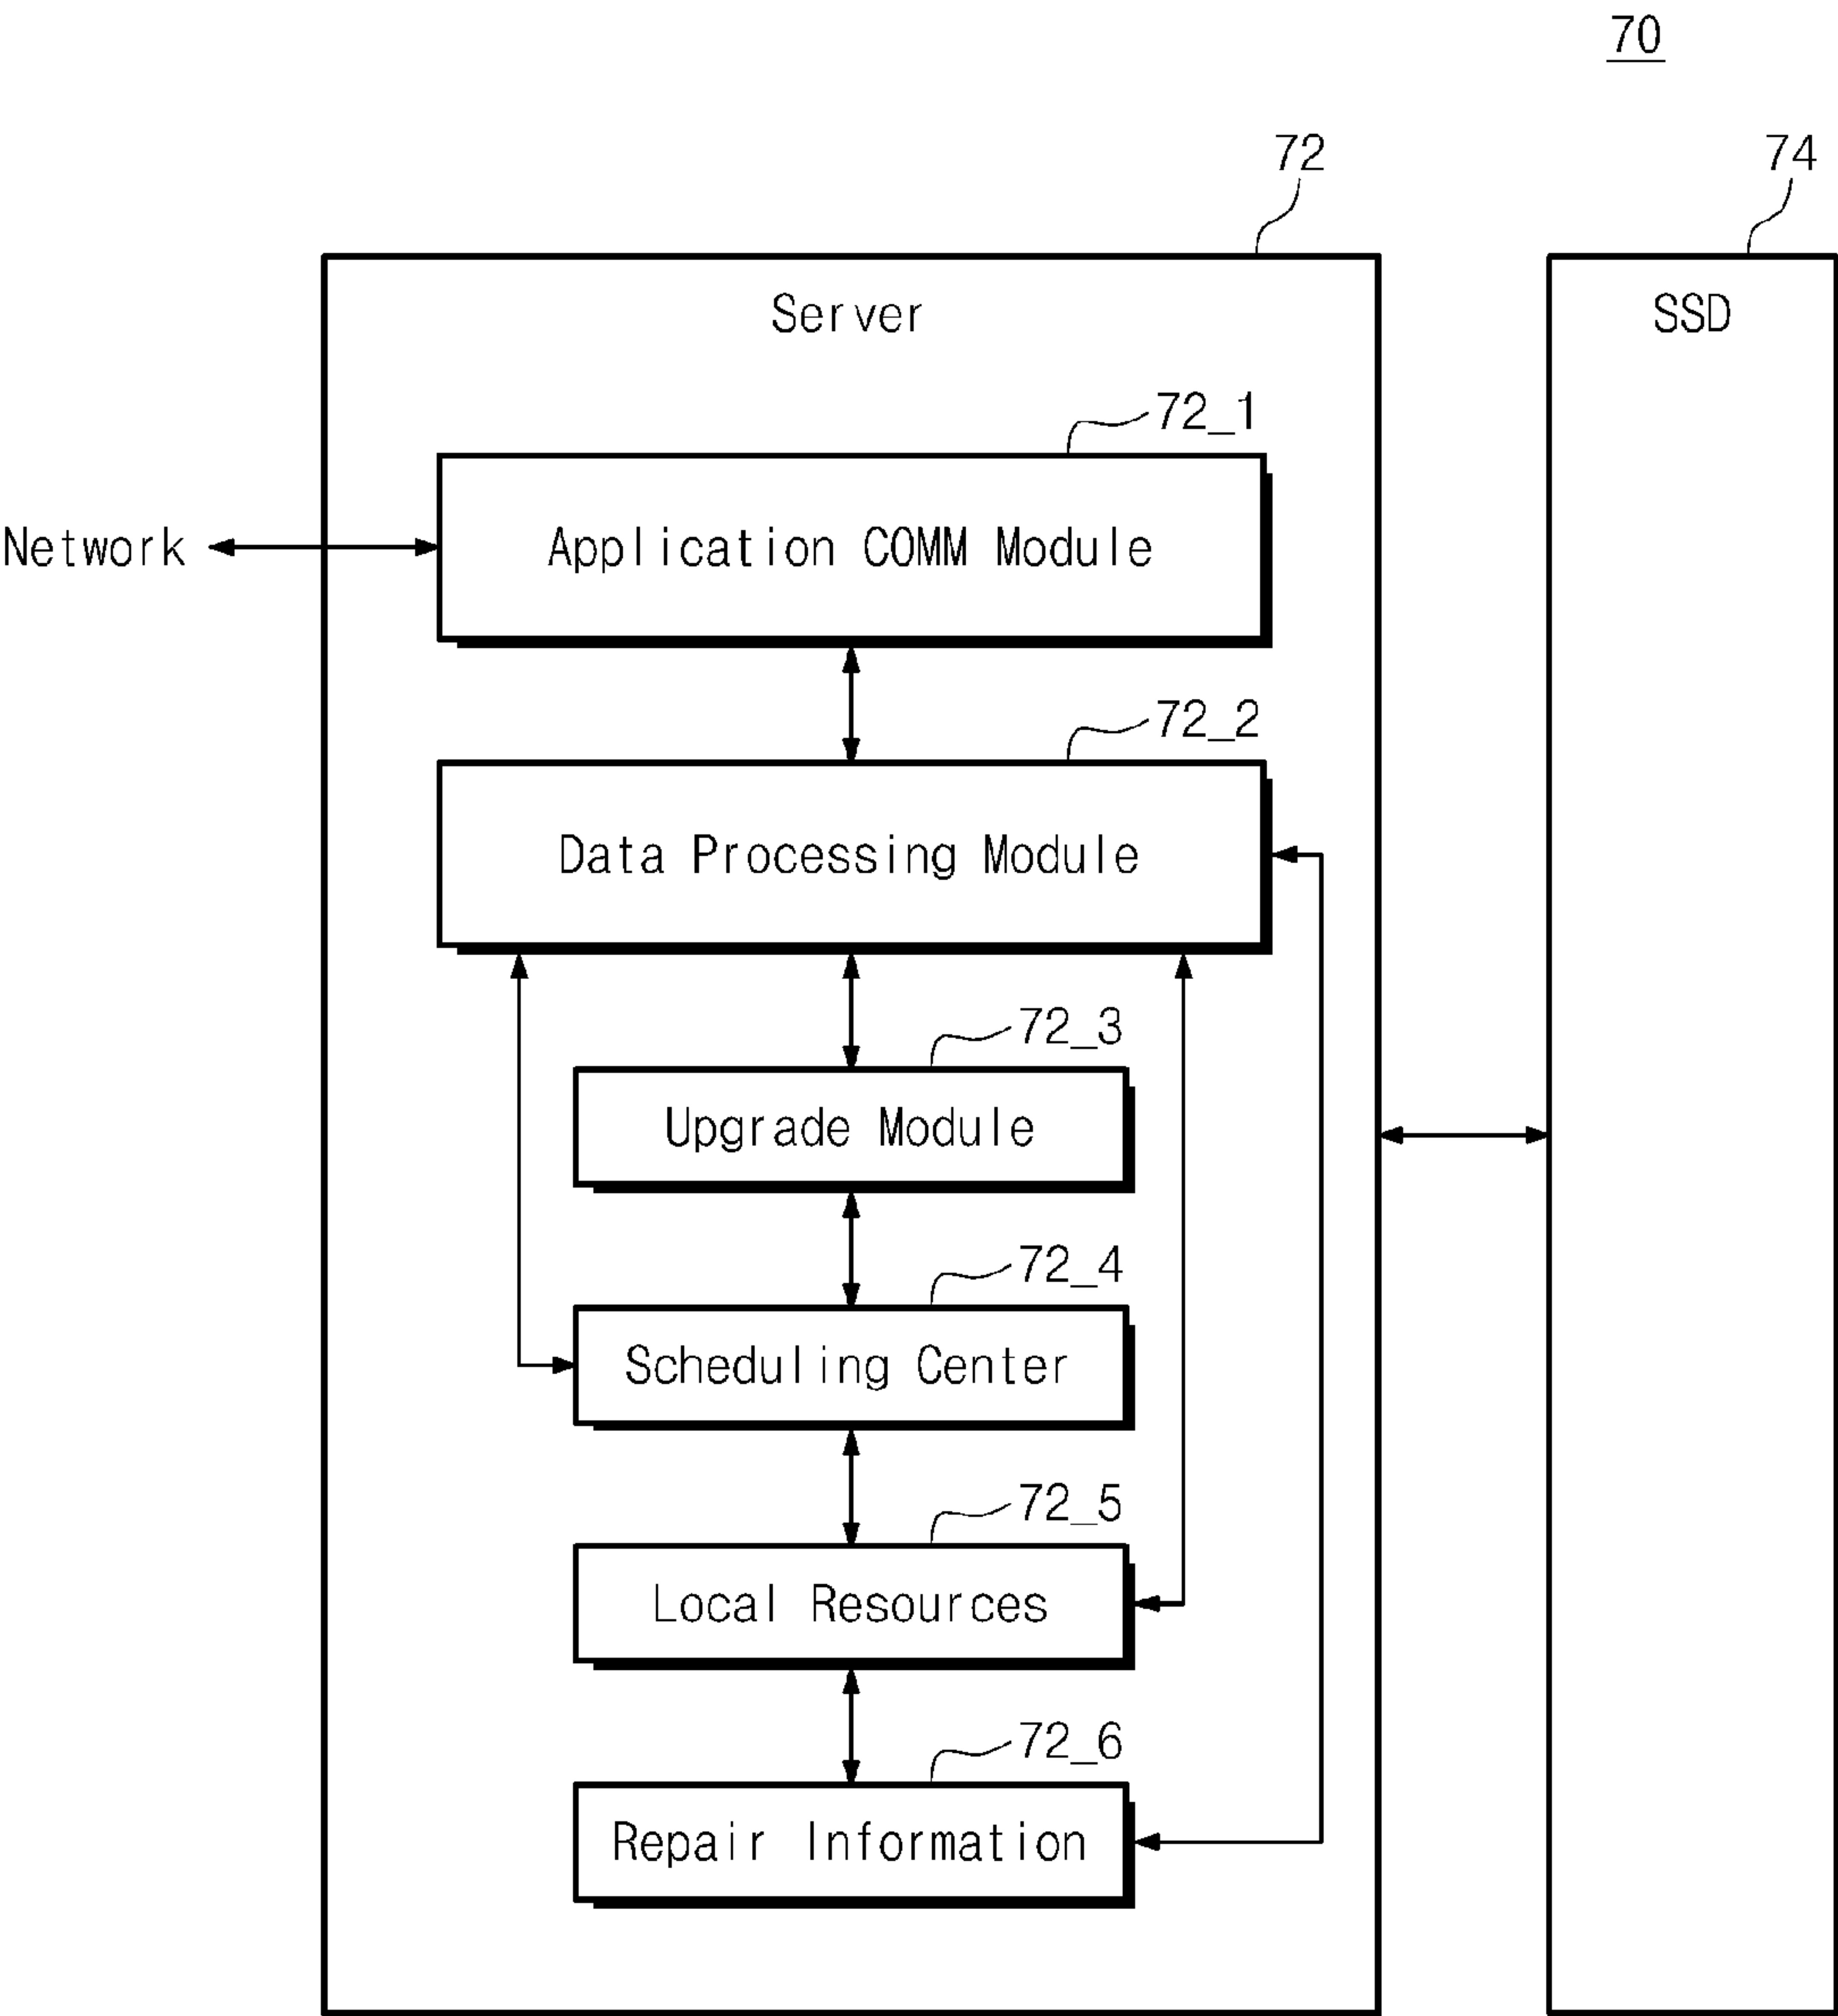 70
72
74
Server
SSD
72_1
Network
Application COMM Module
72_2
Data Processing Module
72_3
Upgrade Module
72_4
Scheduling Center
72_5
Local Resources
72_6
Repair Information